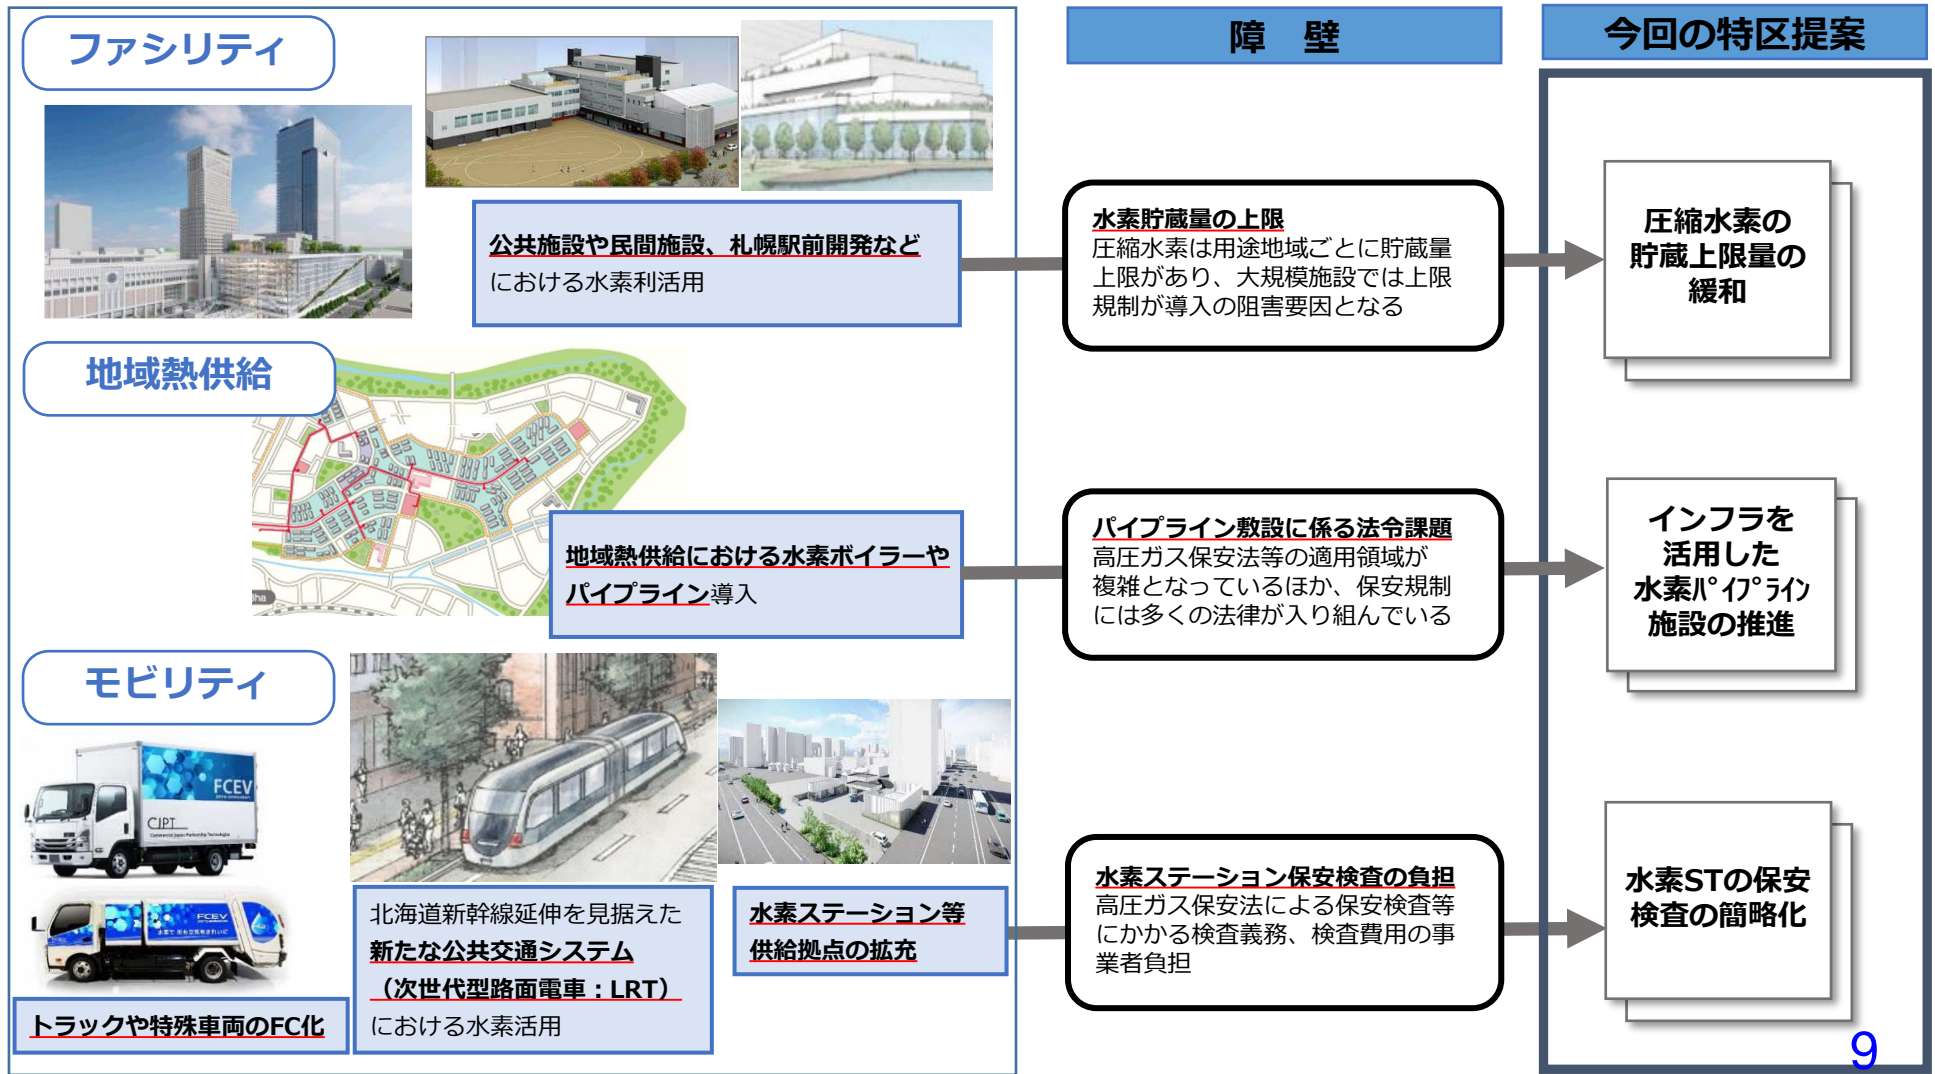 ファシリティ
公共施設や民間施設、札幌駅前開発など
における水素利活用
地域熱供給
地域熱供給における水素ボイラーや
パイプライン導入
モビリティ
FCEV
CJPT
Commercial Japan Partnership Technologies
FCEV
トラックや特殊車両のFC化
北海道新幹線延伸を見据えた
新たな公共交通システム
（次世代型路面電車：LRT）
における水素活用
水素ステーション等
供給拠点の拡充
障　壁
水素貯蔵量の上限
圧縮水素は用途地域ごとに貯蔵量
上限があり、大規模施設では上限
規制が導入の阻害要因となる
パイプライン敷設に係る法令課題
高圧ガス保安法等の適用領域が
複雑となっているほか、保安規制
には多くの法律が入り組んでいる
水素ステーション保安検査の負担
高圧ガス保安法による保安検査等
にかかる検査義務、検査費用の事
業者負担
今回の特区提案
圧縮水素の
貯蔵上限量の
緩和
インフラを
活用した
水素ﾊﾟｲﾌﾟﾗｲﾝ
施設の推進
水素STの保安
検査の簡略化
9